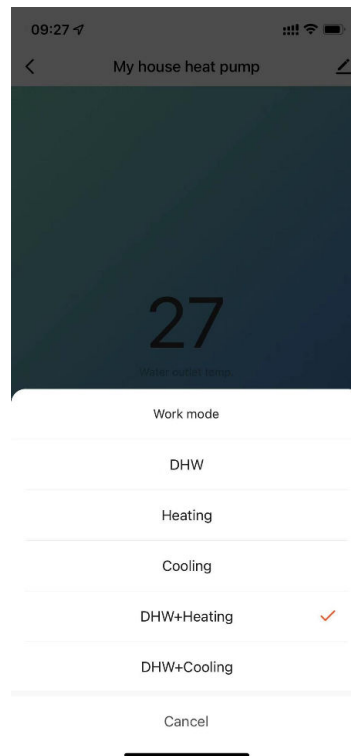 09:27
My house heat pump
27
Water outlet temp.
Work mode
DHW
Heating
Cooling
DHW+Heating
DHW+Cooling
Cancel